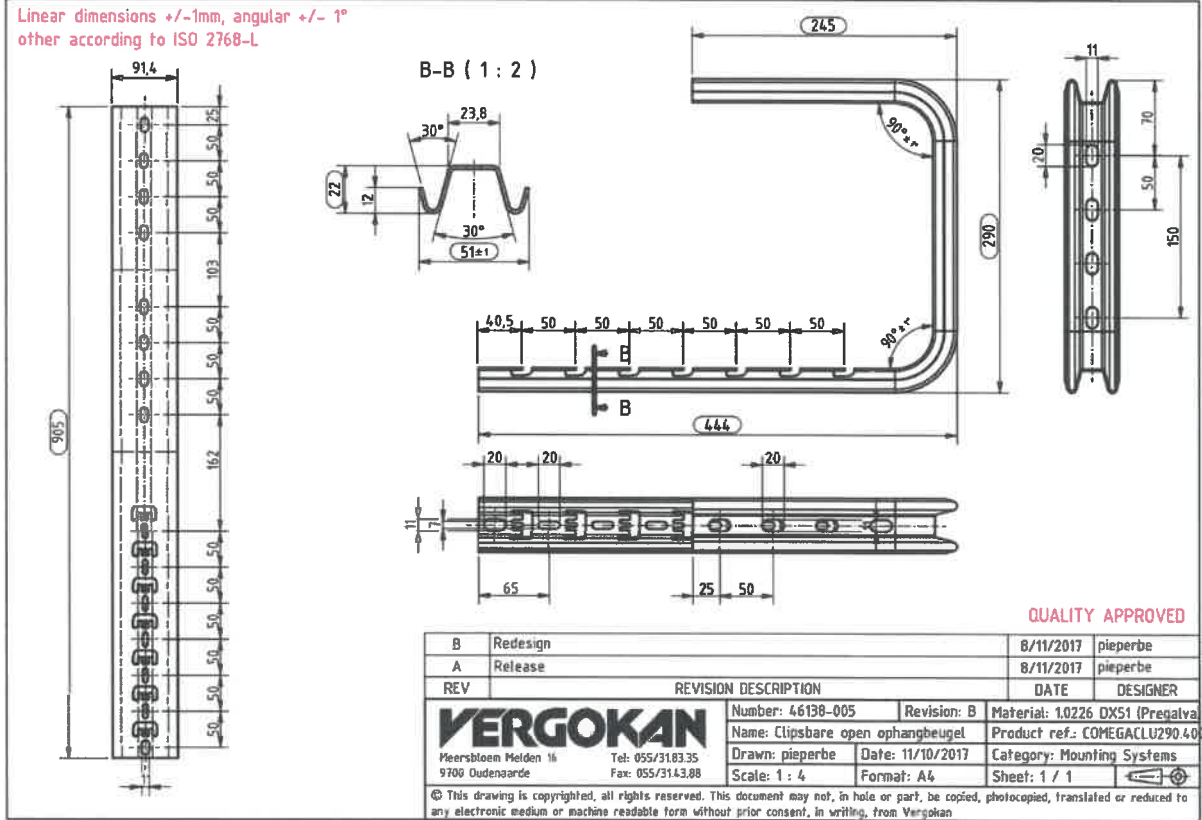 Linear dimensions +/-1mm, angular +/- 1°
other according to ISO 2768-L
91,4
25
50
50
50
103
50
50
50
162
50
50
50
50
50
50
905
B-B ( 1 : 2 )
23,8
30°
22
12
30°
51±1
245
90°±r
290
90°±r
40,5
50
50
50
50
50
50
B
B
444
11
70
20
50
150
20
20
20
11
7
65
25
50
QUALITY APPROVED
B Redesign 8/11/2017 pieperbe
A Release 8/11/2017 pieperbe
REV REVISION DESCRIPTION DATE DESIGNER
VERGOKAN
Meersbloem Melden 16 Tel: 055/31.83.35
9700 Oudenaarde Fax: 055/31.43.88
Number: 46138-005 Revision: B Material: 1.0226 DX51 (Pregalva
Name: Clipsbare open ophangbeugel Product ref.: COMEGACLU290.40
Drawn: pieperbe Date: 11/10/2017 Category: Mounting Systems
Scale: 1 : 4 Format: A4 Sheet: 1 / 1
© This drawing is copyrighted, all rights reserved. This document may not, in hole or part, be copied, photocopied, translated or reduced to
any electronic medium or machine readable form without prior consent, in writing, from Vergokan